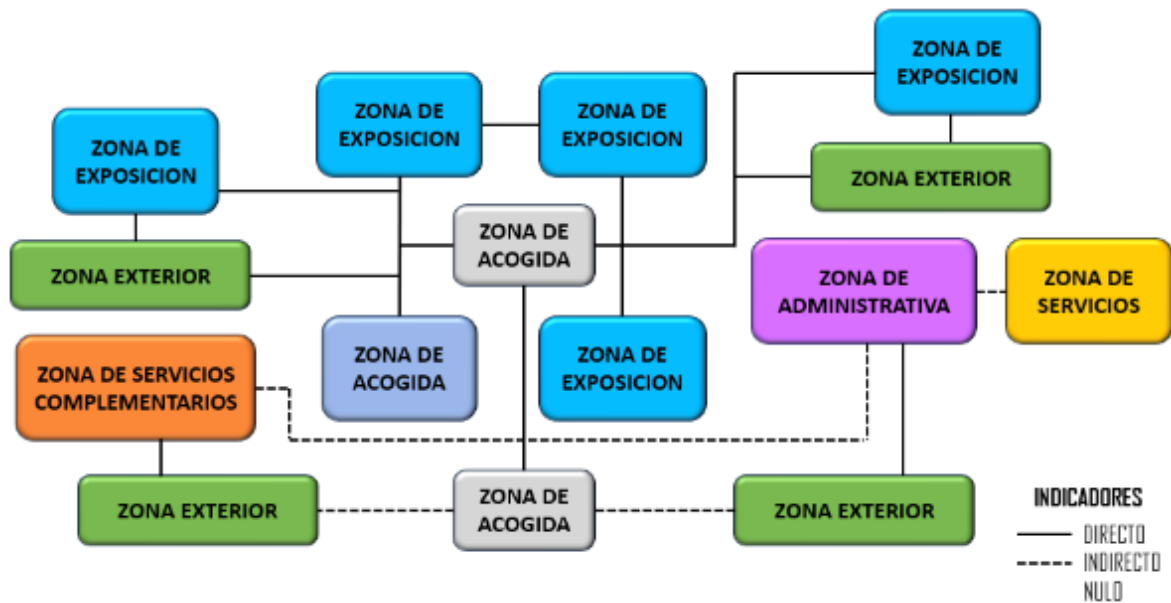 ZONA DE
EXPOSICION
ZONA DE
EXPOSICION
ZONA DE
EXPOSICION
ZONA DE
EXPOSICION
ZONA EXTERIOR
ZONA DE
ACOGIDA
ZONA EXTERIOR
ZONA DE
ADMINISTRATIVA
ZONA DE
SERVICIOS
ZONA DE SERVICIOS
COMPLEMENTARIOS
ZONA DE
ACOGIDA
ZONA DE
EXPOSICION
ZONA EXTERIOR
ZONA DE
ACOGIDA
ZONA EXTERIOR
INDICADORES
DIRECTO
INDIRECTO
NULO